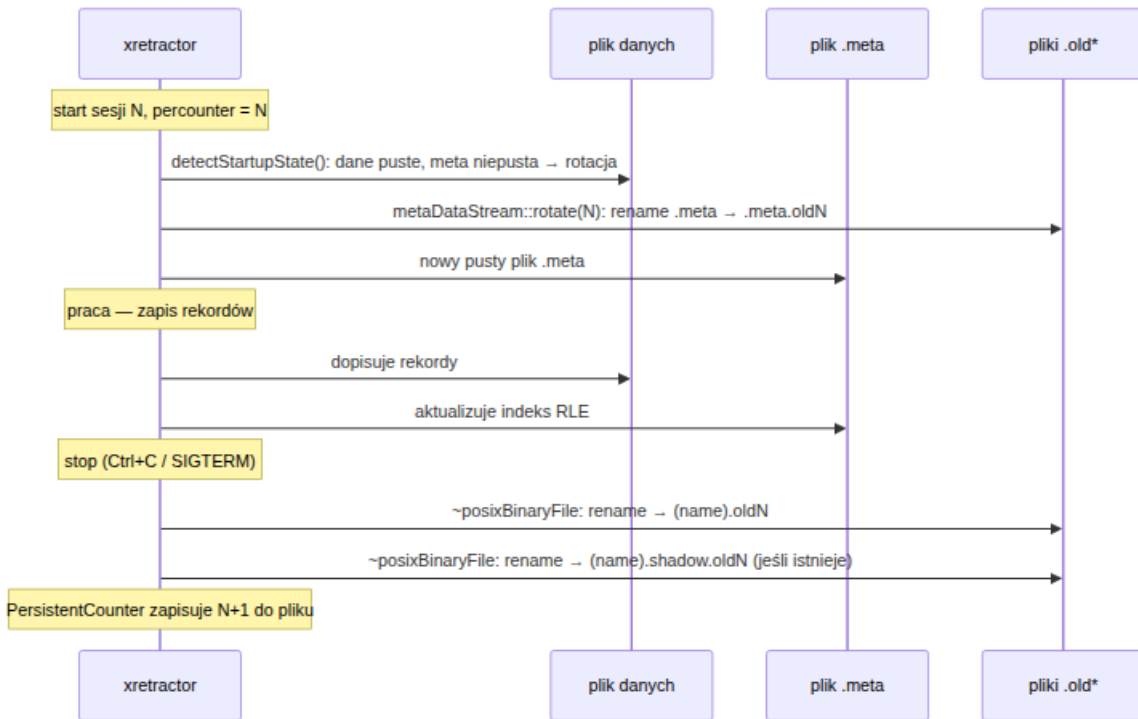 xretractor
plik danych
plik .meta
pliki .old*
start sesji N, percounter = N
detectStartupState(): dane puste, meta niepusta → rotacja
metaDataStream::rotate(N): rename .meta → .meta.oldN
nowy pusty plik .meta
praca — zapis rekordów
dopisuje rekordy
aktualizuje indeks RLE
stop (Ctrl+C / SIGTERM)
~posixBinaryFile: rename → (name).oldN
~posixBinaryFile: rename → (name).shadow.oldN (jeśli istnieje)
PersistentCounter zapisuje N+1 do pliku
xretractor
plik danych
plik .meta
pliki .old*